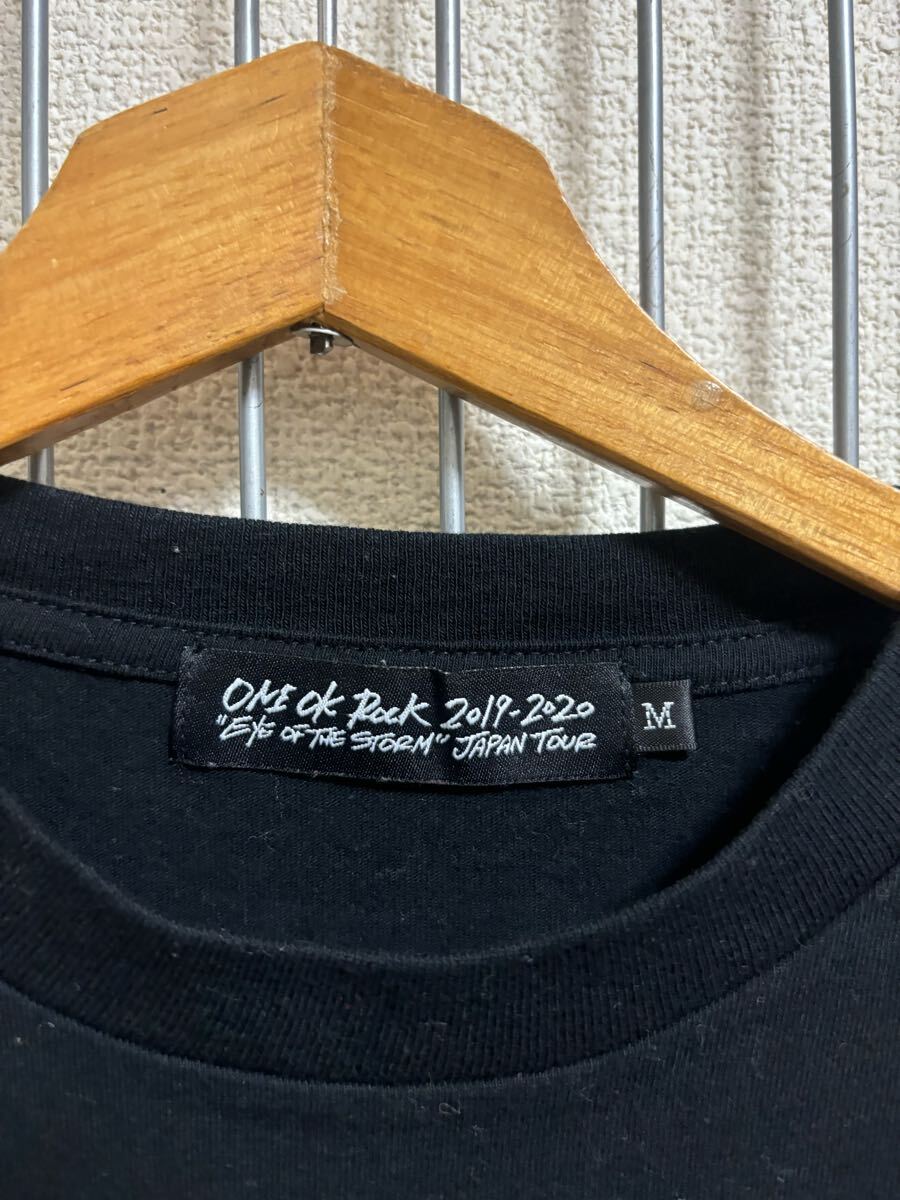 ONE OK ROCK 2019-2020
"EYE OF THE STORM" JAPAN TOUR
M